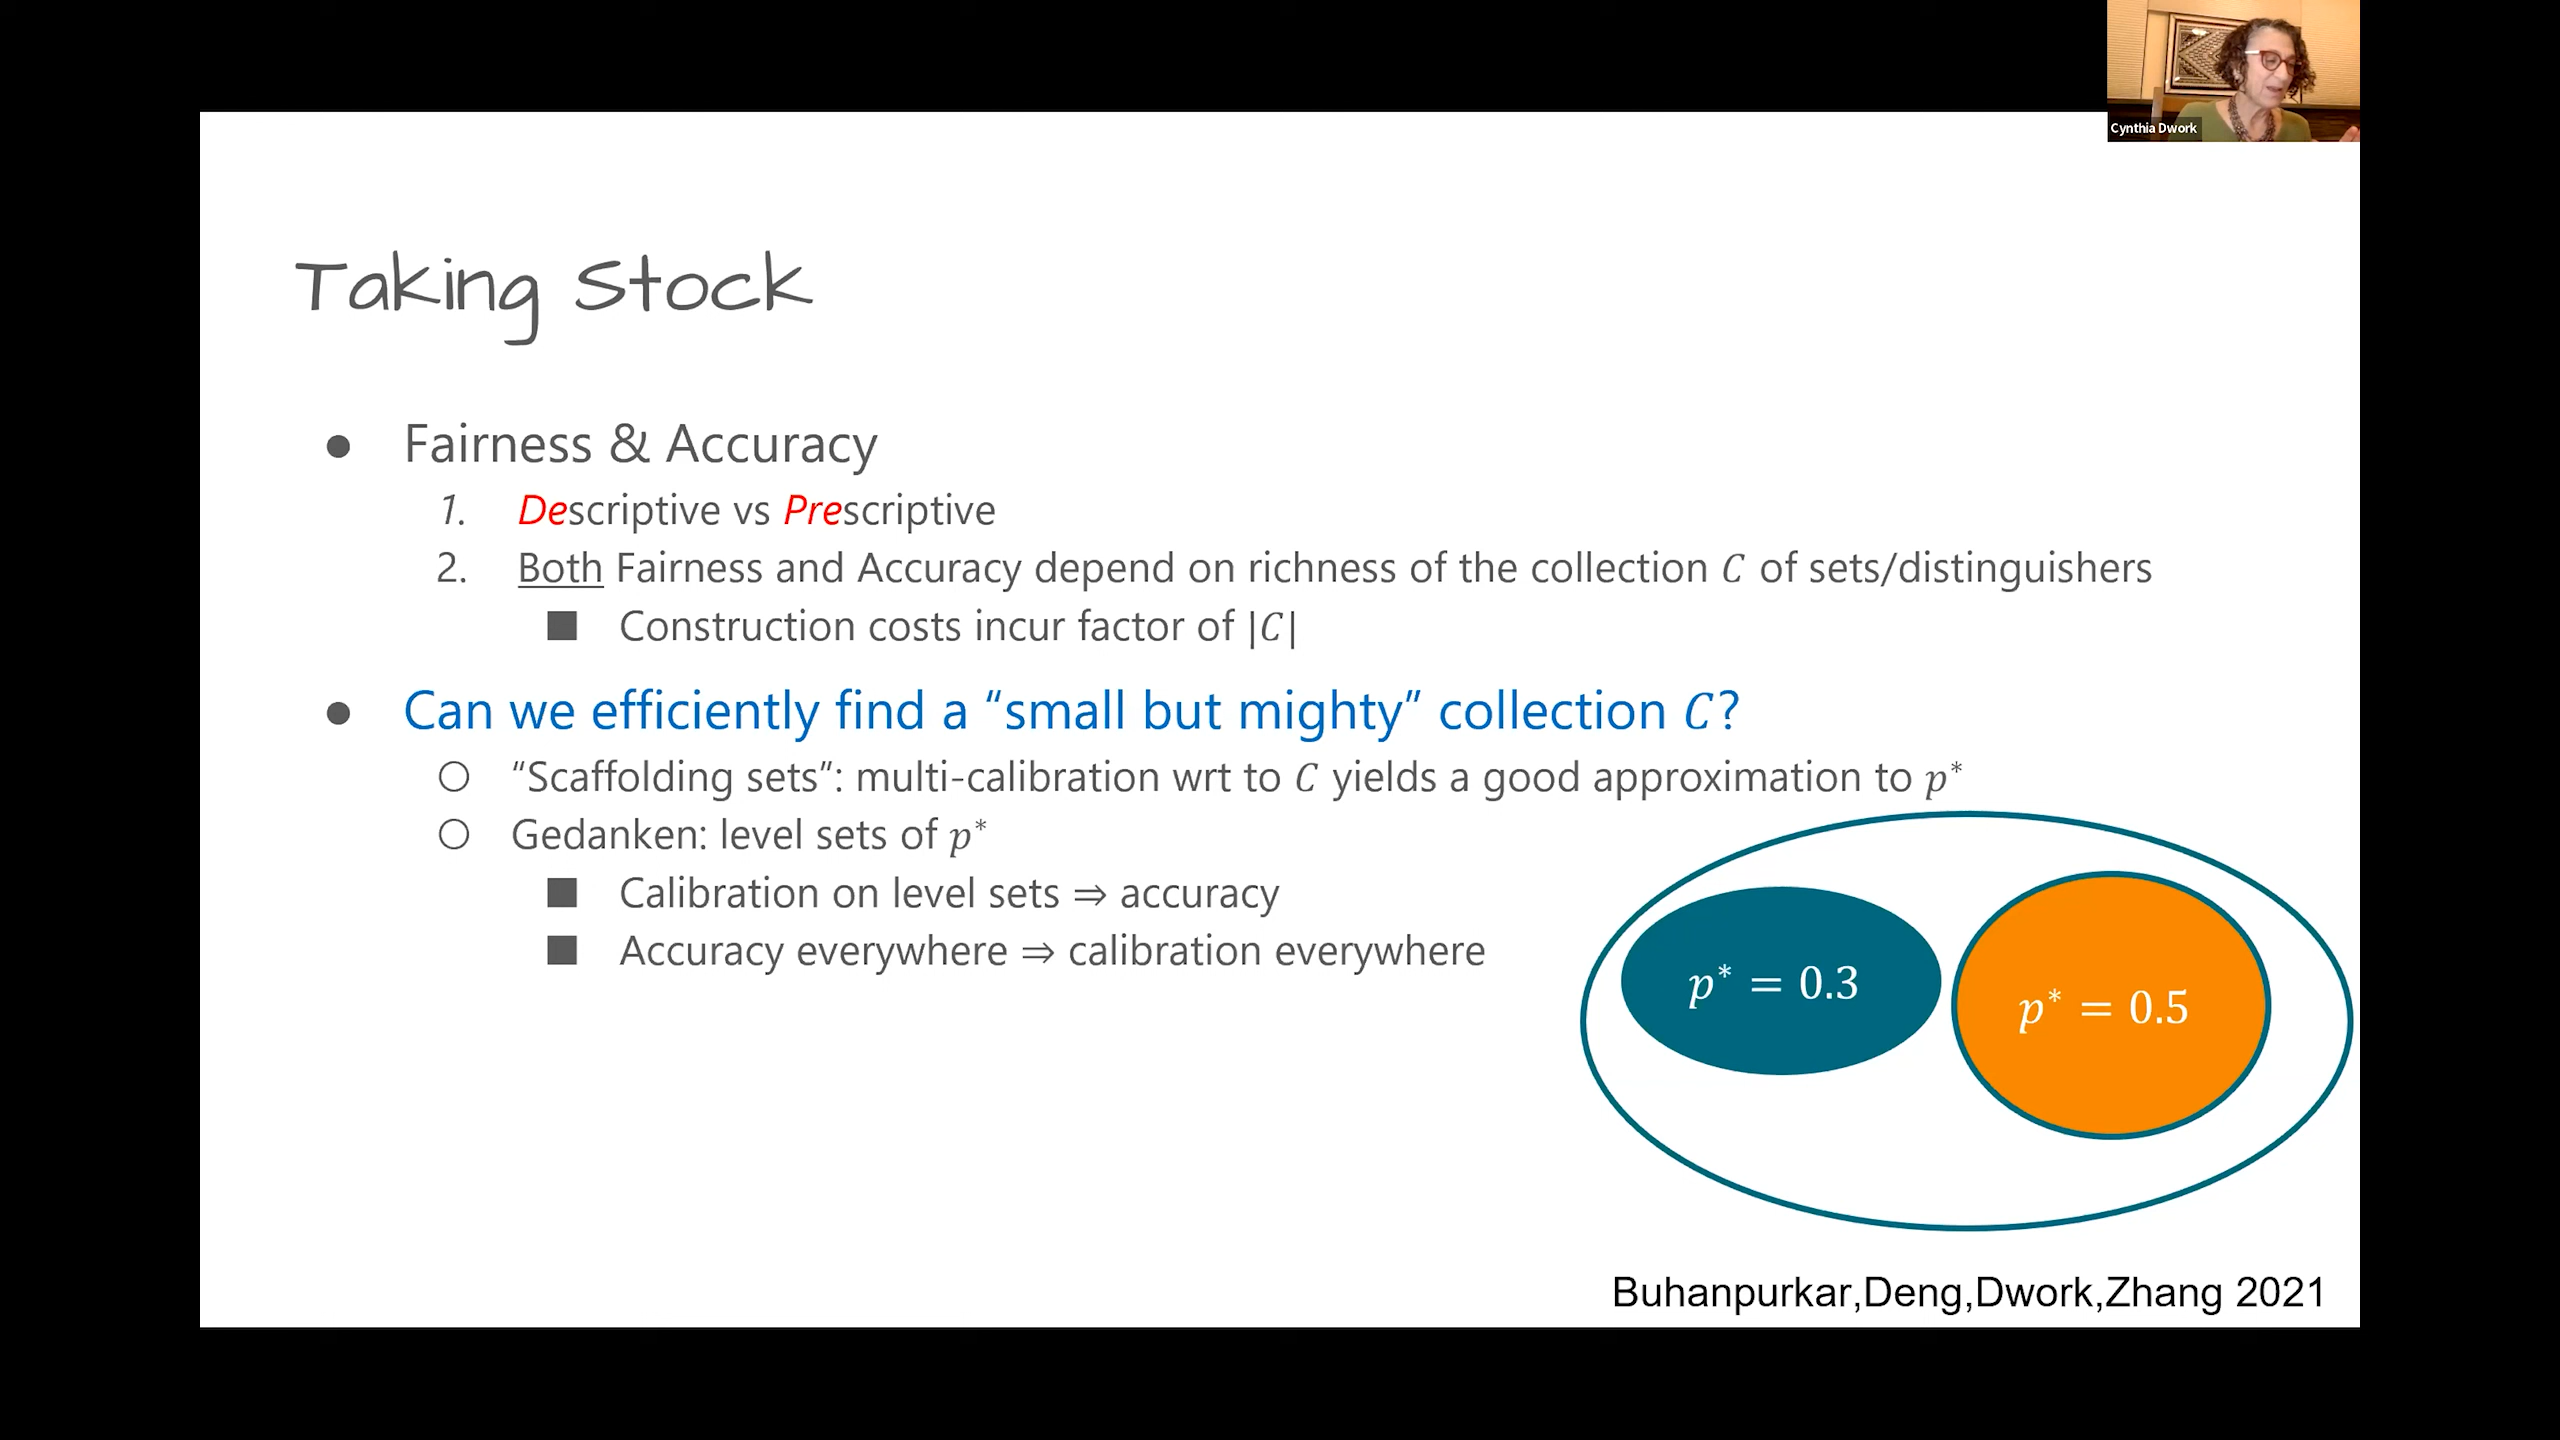 Cynthia Dwork
Taking Stock
● Fairness & Accuracy
1. Descriptive vs Prescriptive
2. Both Fairness and Accuracy depend on richness of the collection C of sets/distinguishers
■ Construction costs incur factor of |C|
● Can we efficiently find a “small but mighty” collection C?
○ “Scaffolding sets”: multi-calibration wrt to C yields a good approximation to p*
○ Gedanken: level sets of p*
■ Calibration on level sets ⇒ accuracy
■ Accuracy everywhere ⇒ calibration everywhere
p* = 0.3
p* = 0.5
Buhanpurkar,Deng,Dwork,Zhang 2021